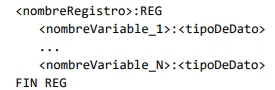 <nombreRegistro>:REG
<nombreVariable_1>:<tipoDeDato>
...
<nombreVariable_N>:<tipoDeDato>
FIN REG